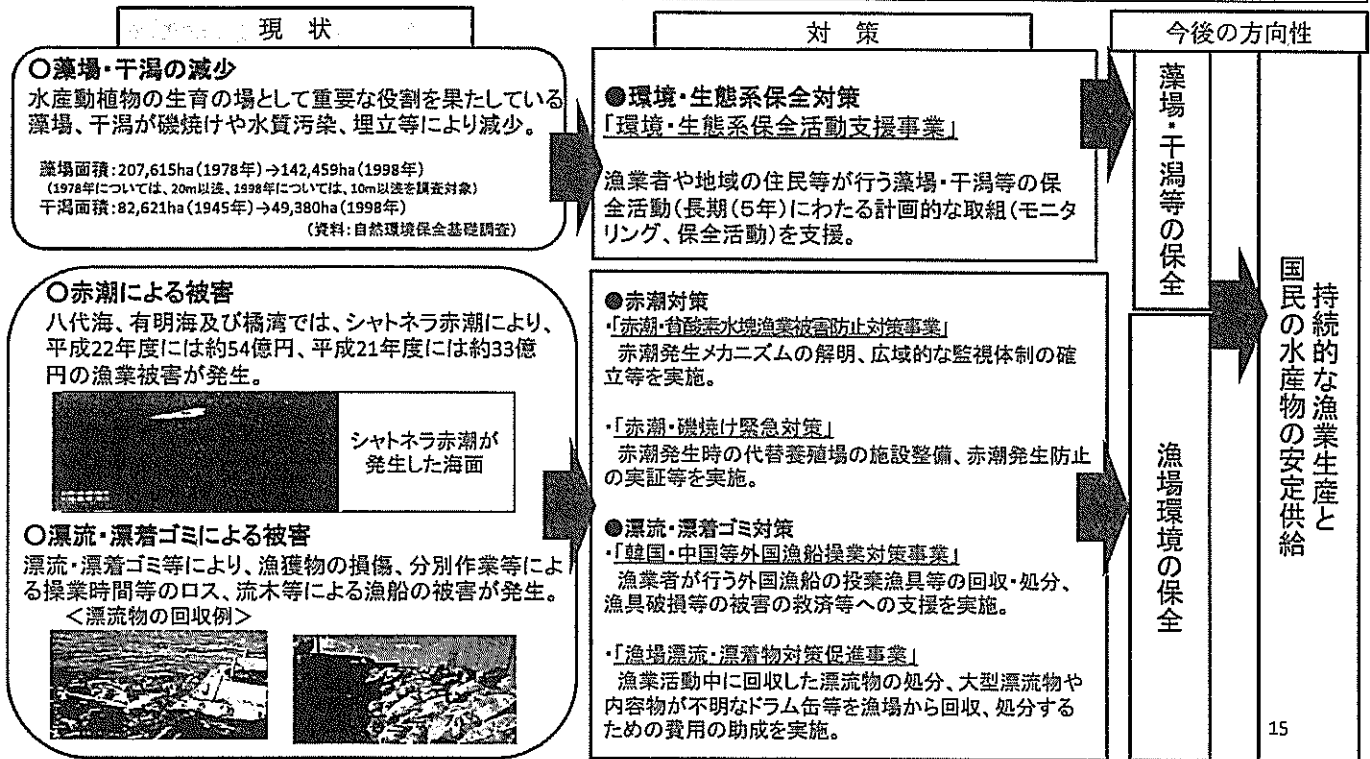 現 状
○藻場・干潟の減少
水産動植物の生育の場として重要な役割を果たしている
藻場、干潟が磯焼けや水質汚染、埋立等により減少。
藻場面積:207,615ha(1978年)→142,459ha(1998年)
(1978年については、20m以浅、1998年については、10m以浅を調査対象)
干潟面積:82,621ha(1945年)→49,380ha(1998年)
(資料:自然環境保全基礎調査)
○赤潮による被害
八代海、有明海及び橘湾では、シャトネラ赤潮により、
平成22年度には約54億円、平成21年度には約33億
円の漁業被害が発生。
シャトネラ赤潮が
発生した海面
○漂流・漂着ゴミによる被害
漂流・漂着ゴミ等により、漁獲物の損傷、分別作業等によ
る操業時間等のロス、流木等による漁船の被害が発生。
<漂流物の回収例>
対 策
●環境・生態系保全対策
「環境・生態系保全活動支援事業」
漁業者や地域の住民等が行う藻場・干潟等の保
全活動(長期(5年)にわたる計画的な取組(モニタ
リング、保全活動)を支援。
●赤潮対策
・「赤潮・貧酸素水塊漁業被害防止対策事業」
赤潮発生メカニズムの解明、広域的な監視体制の確
立等を実施。
・「赤潮・磯焼け緊急対策」
赤潮発生時の代替養殖場の施設整備、赤潮発生防止
の実証等を実施。
●漂流・漂着ゴミ対策
・「韓国・中国等外国漁船操業対策事業」
漁業者が行う外国漁船の投棄漁具等の回収・処分、
漁具破損等の被害の救済等への支援を実施。
・「漁場漂流・漂着物対策促進事業」
漁業活動中に回収した漂流物の処分、大型漂流物や
内容物が不明なドラム缶等を漁場から回収、処分する
ための費用の助成を実施。
今後の方向性
藻場・干潟等の保全
漁場環境の保全
持続的な漁業生産と
国民の水産物の安定供給
15